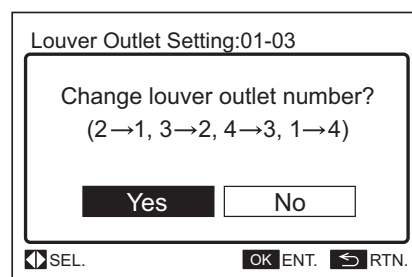 Louver Outlet Setting:01-03
Change louver outlet number?
(2→1, 3→2, 4→3, 1→4)
Yes No
SEL. OK ENT. RTN.